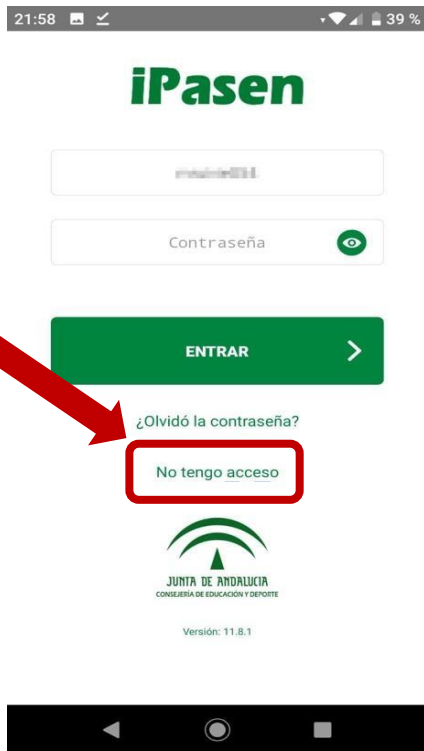 21:58
39 %
iPasen
Contraseña
ENTRAR
¿Olvidó la contraseña?
No tengo acceso
JUNTA DE ANDALUCIA
CONSEJERÍA DE EDUCACIÓN Y DEPORTE
Versión: 11.8.1